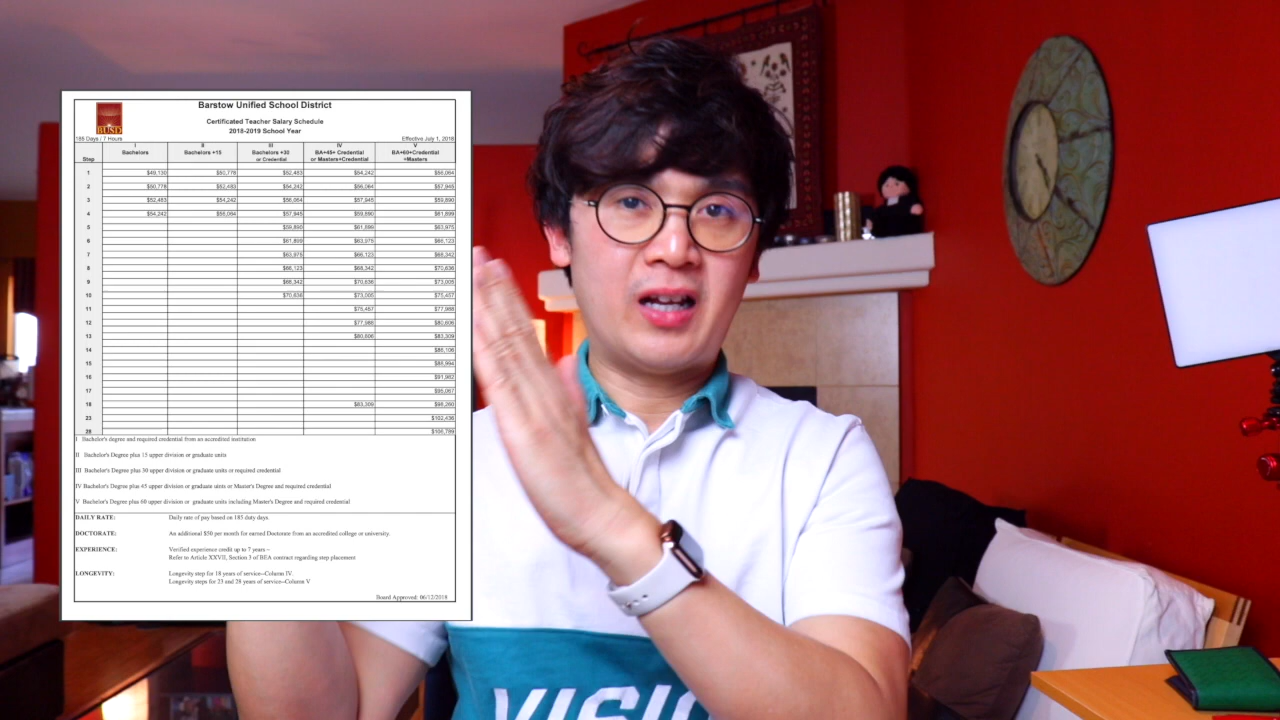 Barstow Unified School District
BUSD
Certificated Teacher Salary Schedule
2018-2019 School Year
185 Days / 7 Hours Effective July 1, 2018
I II III IV V
Bachelors Bachelors +15 Bachelors +30 BA+45+ Credential BA+60+Credential
or Credential or Masters+Credential +Masters
Step
1 $49,130 $50,778 $52,483 $54,242 $56,064
2 $50,778 $52,483 $54,242 $56,064 $57,945
3 $52,483 $54,242 $56,064 $57,945 $59,890
4 $54,242 $56,064 $57,945 $59,890 $61,899
5 $59,890 $61,899 $63,975
6 $61,899 $63,975 $66,123
7 $63,975 $66,123 $68,342
8 $66,123 $68,342 $70,636
9 $68,342 $70,636 $73,005
10 $70,636 $73,005 $75,457
11 $75,457 $77,988
12 $77,988 $80,606
13 $80,606 $83,309
14 $86,106
15 $88,994
16 $91,982
17 $95,067
18 $83,309 $98,260
23 $102,436
28 $106,789
I Bachelor's degree and required credential from an accredited institution
II Bachelor's Degree plus 15 upper division or graduate units
III Bachelor's Degree plus 30 upper division or graduate units or required credential
IV Bachelor's Degree plus 45 upper division or graduate units or Master's Degree and required credential
V Bachelor's Degree plus 60 upper division or graduate units including Master's Degree and required credential
DAILY RATE: Daily rate of pay based on 185 duty days.
DOCTORATE: An additional $50 per month for earned Doctorate from an accredited college or university.
EXPERIENCE: Verified experience credit up to 7 years –
Refer to Article XXVII, Section 3 of BEA contract regarding step placement
LONGEVITY: Longevity step for 18 years of service--Column IV
Longevity steps for 23 and 28 years of service--Column V
Board Approved: 06/12/2018
VISIO